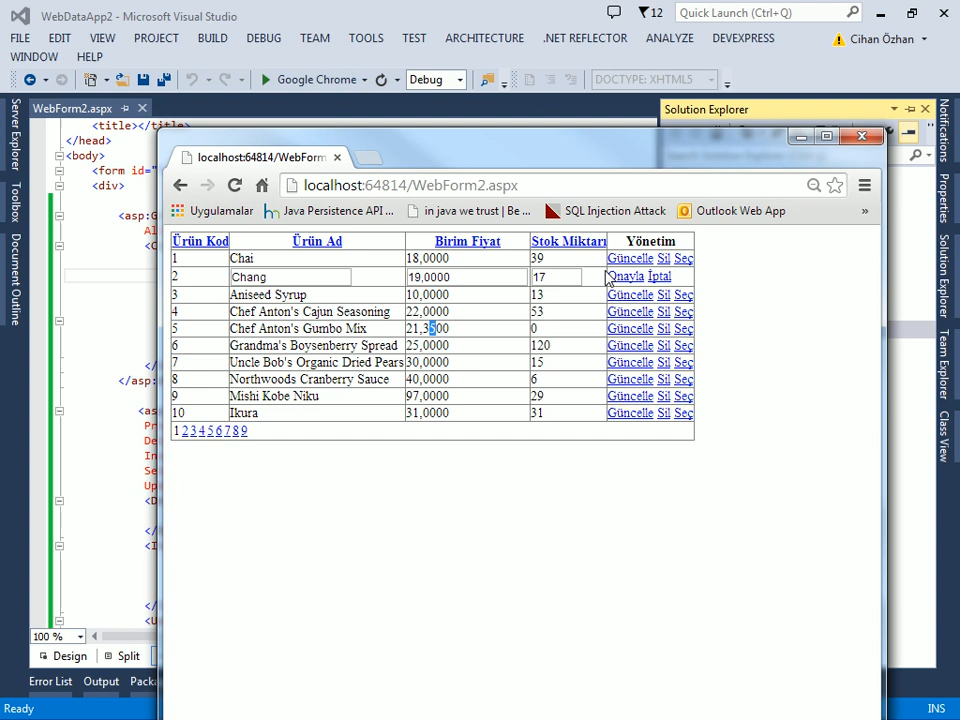 WebDataApp2 - Microsoft Visual Studio
12
Quick Launch (Ctrl+Q)
FILE EDIT VIEW PROJECT BUILD DEBUG TEAM TOOLS TEST ARCHITECTURE .NET REFLECTOR ANALYZE DEVEXPRESS
Cihan Özhan
WINDOW HELP
Google Chrome
Debug
DOCTYPE: XHTML5
Server Explorer
Toolbox
Document Outline
WebForm2.aspx
<title></title>
</head>
<body>
<form id="
<div>
<asp:G
Al
<C
</asp:
<as
Pr
De
In
Se
Up
<D
</
<I
</
<U
100 %
Design
Split
Solution Explorer
Notifications
Properties
Team Explorer
Class View
localhost:64814/WebForm
localhost:64814/WebForm2.aspx
Uygulamalar
Java Persistence API ...
in java we trust | Be ...
SQL Injection Attack
Outlook Web App
»
Ürün Kod Ürün Ad Birim Fiyat Stok Miktarı Yönetim
1 Chai 18,0000 39 Güncelle Sil Seç
2 Chang 19,0000 17 Onayla İptal
3 Aniseed Syrup 10,0000 13 Güncelle Sil Seç
4 Chef Anton's Cajun Seasoning 22,0000 53 Güncelle Sil Seç
5 Chef Anton's Gumbo Mix 21,3500 0 Güncelle Sil Seç
6 Grandma's Boysenberry Spread 25,0000 120 Güncelle Sil Seç
7 Uncle Bob's Organic Dried Pears 30,0000 15 Güncelle Sil Seç
8 Northwoods Cranberry Sauce 40,0000 6 Güncelle Sil Seç
9 Mishi Kobe Niku 97,0000 29 Güncelle Sil Seç
10 Ikura 31,0000 31 Güncelle Sil Seç
1 2 3 4 5 6 7 8 9
Error List Output Packa
Ready
INS